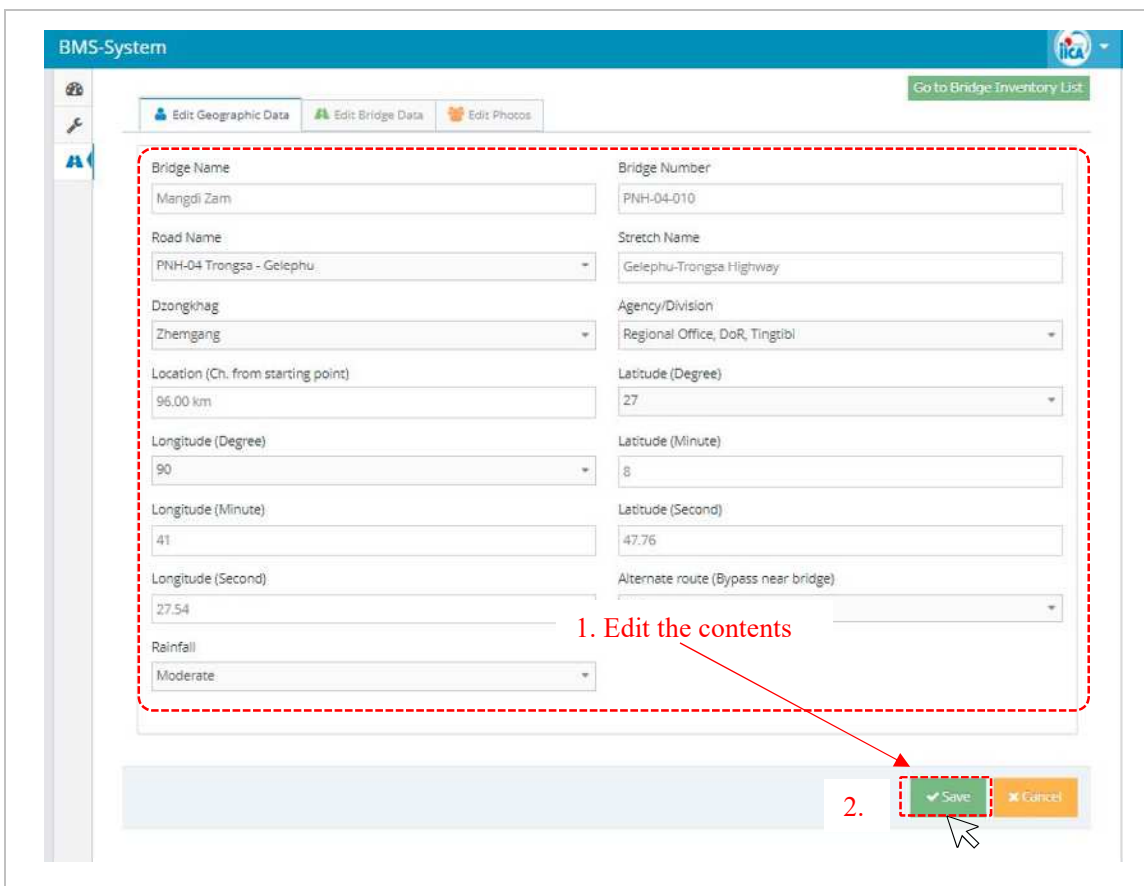 BMS-System
jica
Go to Bridge Inventory List
Edit Geographic Data
Edit Bridge Data
Edit Photos
Bridge Name
Bridge Number
Mangdi Zam
PNH-04-010
Road Name
Stretch Name
PNH-04 Trongsa - Gelephu
Gelephu-Trongsa Highway
Dzongkhag
Agency/Division
Zhemgang
Regional Office, DoR, Tingtibi
Location (Ch. from starting point)
Latitude (Degree)
96.00 km
27
Longitude (Degree)
Latitude (Minute)
90
8
Longitude (Minute)
Latitude (Second)
41
47.76
Longitude (Second)
Alternate route (Bypass near bridge)
27.54
1. Edit the contents
Rainfall
Moderate
2.
Save
Cancel